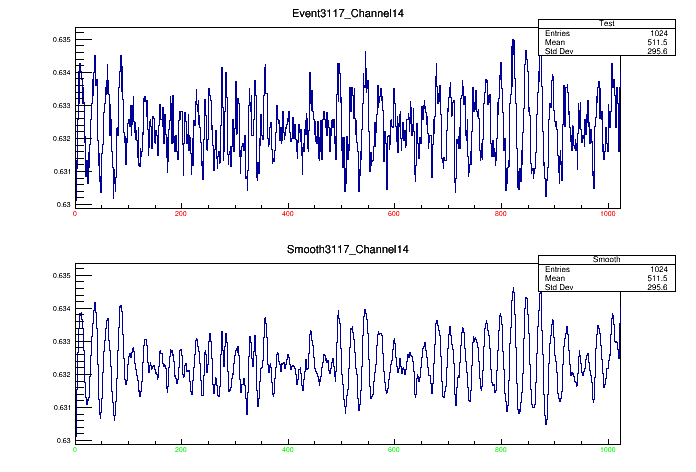 Event3117_Channel14
Test
Entries 1024
Mean 511.5
Std Dev 295.6
0.635
0.634
0.633
0.632
0.631
0.63
0 200 400 600 800 1000
Smooth3117_Channel14
Smooth
Entries 1024
Mean 511.5
Std Dev 295.6
0.635
0.634
0.633
0.632
0.631
0.63
0 200 400 600 800 1000